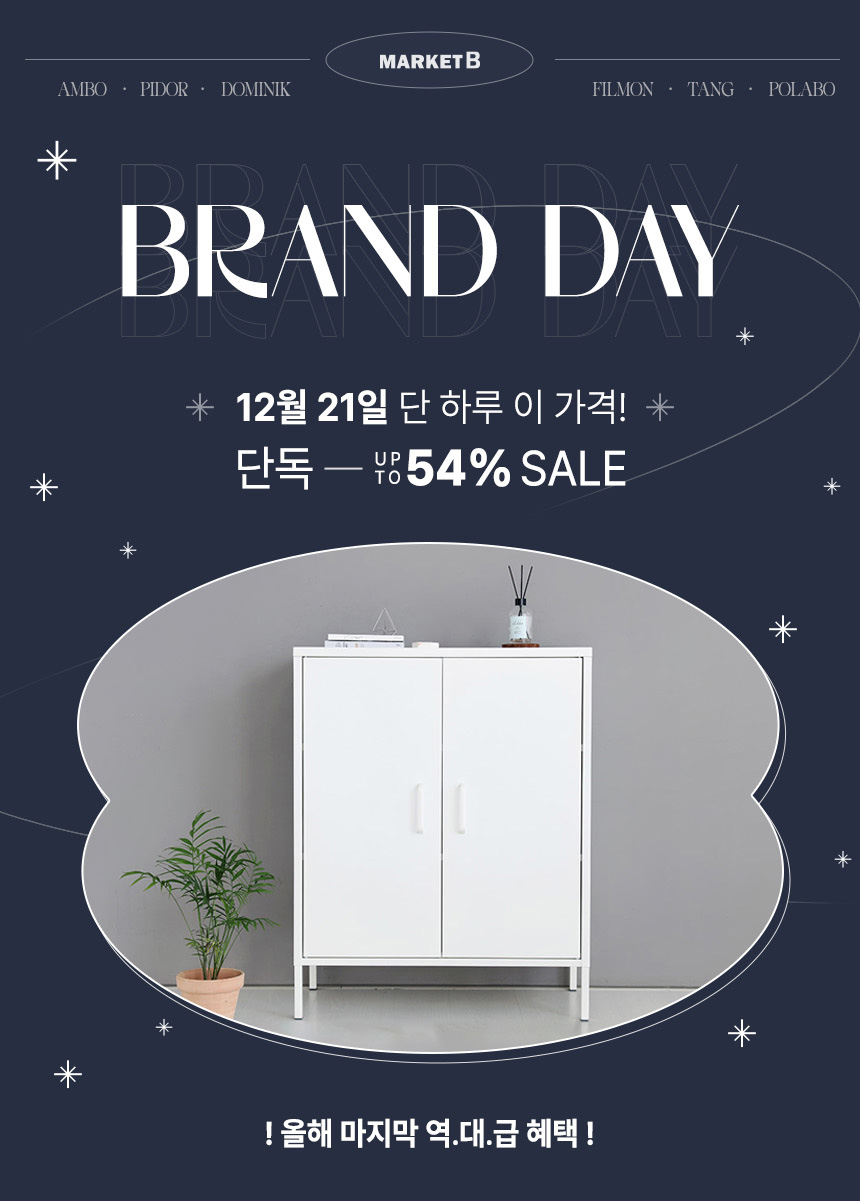 MARKETB
AMBO · PIDOR · DOMINIK
FILMON · TANG · POLABO
BRAND DAY
12월 21일 단 하루 이 가격!
단독 — UP TO 54% SALE
! 올해 마지막 역.대.급 혜택 !